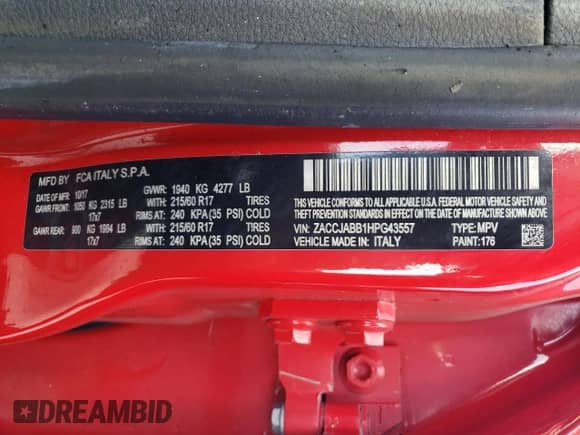 MFD BY FCA ITALY S.P.A.
DATE OF MFR: 10/17 GVWR: 1940 KG 4277 LB
GAWR FRONT: 1050 KG 2315 LB WITH: 215/60 R17 TIRES
17x7 RIMS AT: 240 KPA (35 PSI) COLD
GAWR REAR: 900 KG 1984 LB WITH: 215/60 R17 TIRES
17x7 RIMS AT: 240 KPA (35 PSI) COLD
THIS VEHICLE CONFORMS TO ALL APPLICABLE U.S.A. FEDERAL MOTOR VEHICLE SAFETY,
BUMPER, AND THEFT PREVENTION STANDARDS IN EFFECT ON THE DATE OF MANUFACTURE SHOWN ABOVE.
VIN: ZACCJABB1HPG43557 TYPE: MPV
VEHICLE MADE IN: ITALY PAINT: 176
DREAMBID